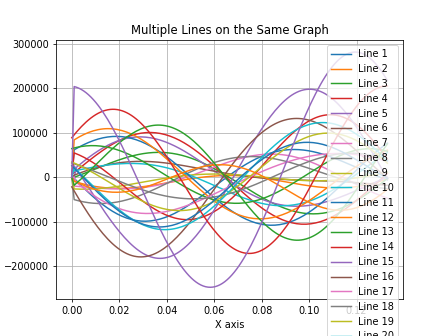 Multiple Lines on the Same Graph
300000
200000
100000
0
−100000
−200000
0.00
0.02
0.04
0.06
0.08
0.10
X axis
Line 1
Line 2
Line 3
Line 4
Line 5
Line 6
Line 7
Line 8
Line 9
Line 10
Line 11
Line 12
Line 13
Line 14
Line 15
Line 16
Line 17
Line 18
Line 19
Line 20